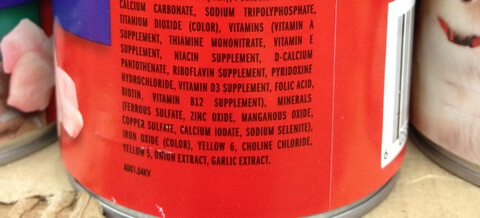 CALCIUM CARBONATE, SODIUM TRIPOLYPHOSPHATE,
TITANIUM DIOXIDE (COLOR), VITAMINS (VITAMIN A
SUPPLEMENT, THIAMINE MONONITRATE, VITAMIN E
SUPPLEMENT, NIACIN SUPPLEMENT, D-CALCIUM
PANTOTHENATE, RIBOFLAVIN SUPPLEMENT, PYRIDOXINE
HYDROCHLORIDE, VITAMIN D3 SUPPLEMENT, FOLIC ACID,
BIOTIN, VITAMIN B12 SUPPLEMENT), MINERALS
(FERROUS SULFATE, ZINC OXIDE, MANGANOUS OXIDE,
COPPER SULFATE, CALCIUM IODATE, SODIUM SELENITE).
IRON OXIDE (COLOR), YELLOW 6, CHOLINE CHLORIDE,
YELLOW 5, ONION EXTRACT, GARLIC EXTRACT.
AD01.04KV